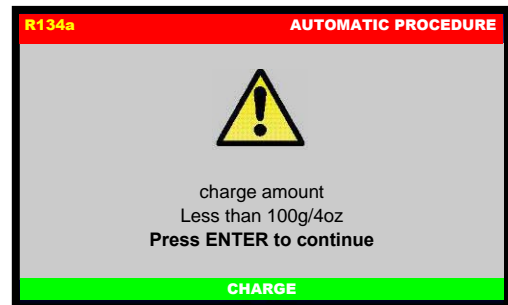 R134a AUTOMATIC PROCEDURE
charge amount
Less than 100g/4oz
Press ENTER to continue
CHARGE